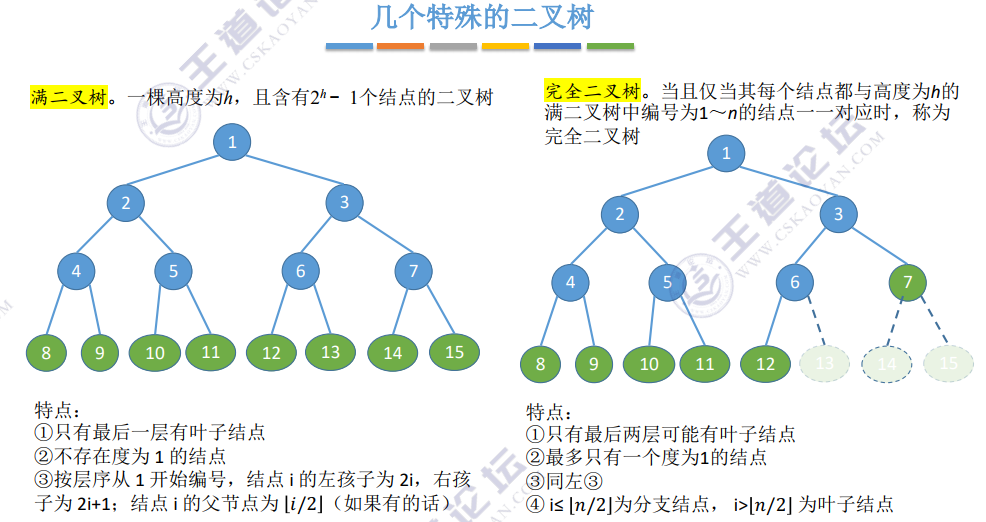 几个特殊的二叉树
满二叉树。一棵高度为h，且含有2ʰ − 1个结点的二叉树
1
2 3
4 5 6 7
8 9 10 11 12 13 14 15
特点：
①只有最后一层有叶子结点
②不存在度为 1 的结点
③按层序从 1 开始编号，结点 i 的左孩子为 2i，右孩
子为 2i+1；结点 i 的父节点为 ⌊i/2⌋（如果有的话）
完全二叉树。当且仅当其每个结点都与高度为h的
满二叉树中编号为1～n的结点一一对应时，称为
完全二叉树
1
2 3
4 5 6 7
8 9 10 11 12 13 14 15
特点：
①只有最后两层可能有叶子结点
②最多只有一个度为1的结点
③同左③
④ i≤ ⌊n/2⌋为分支结点， i>⌊n/2⌋ 为叶子结点
王道论坛
WWW.CSKAOYAN.COM
王道论坛
WWW.CSKAOYAN.COM